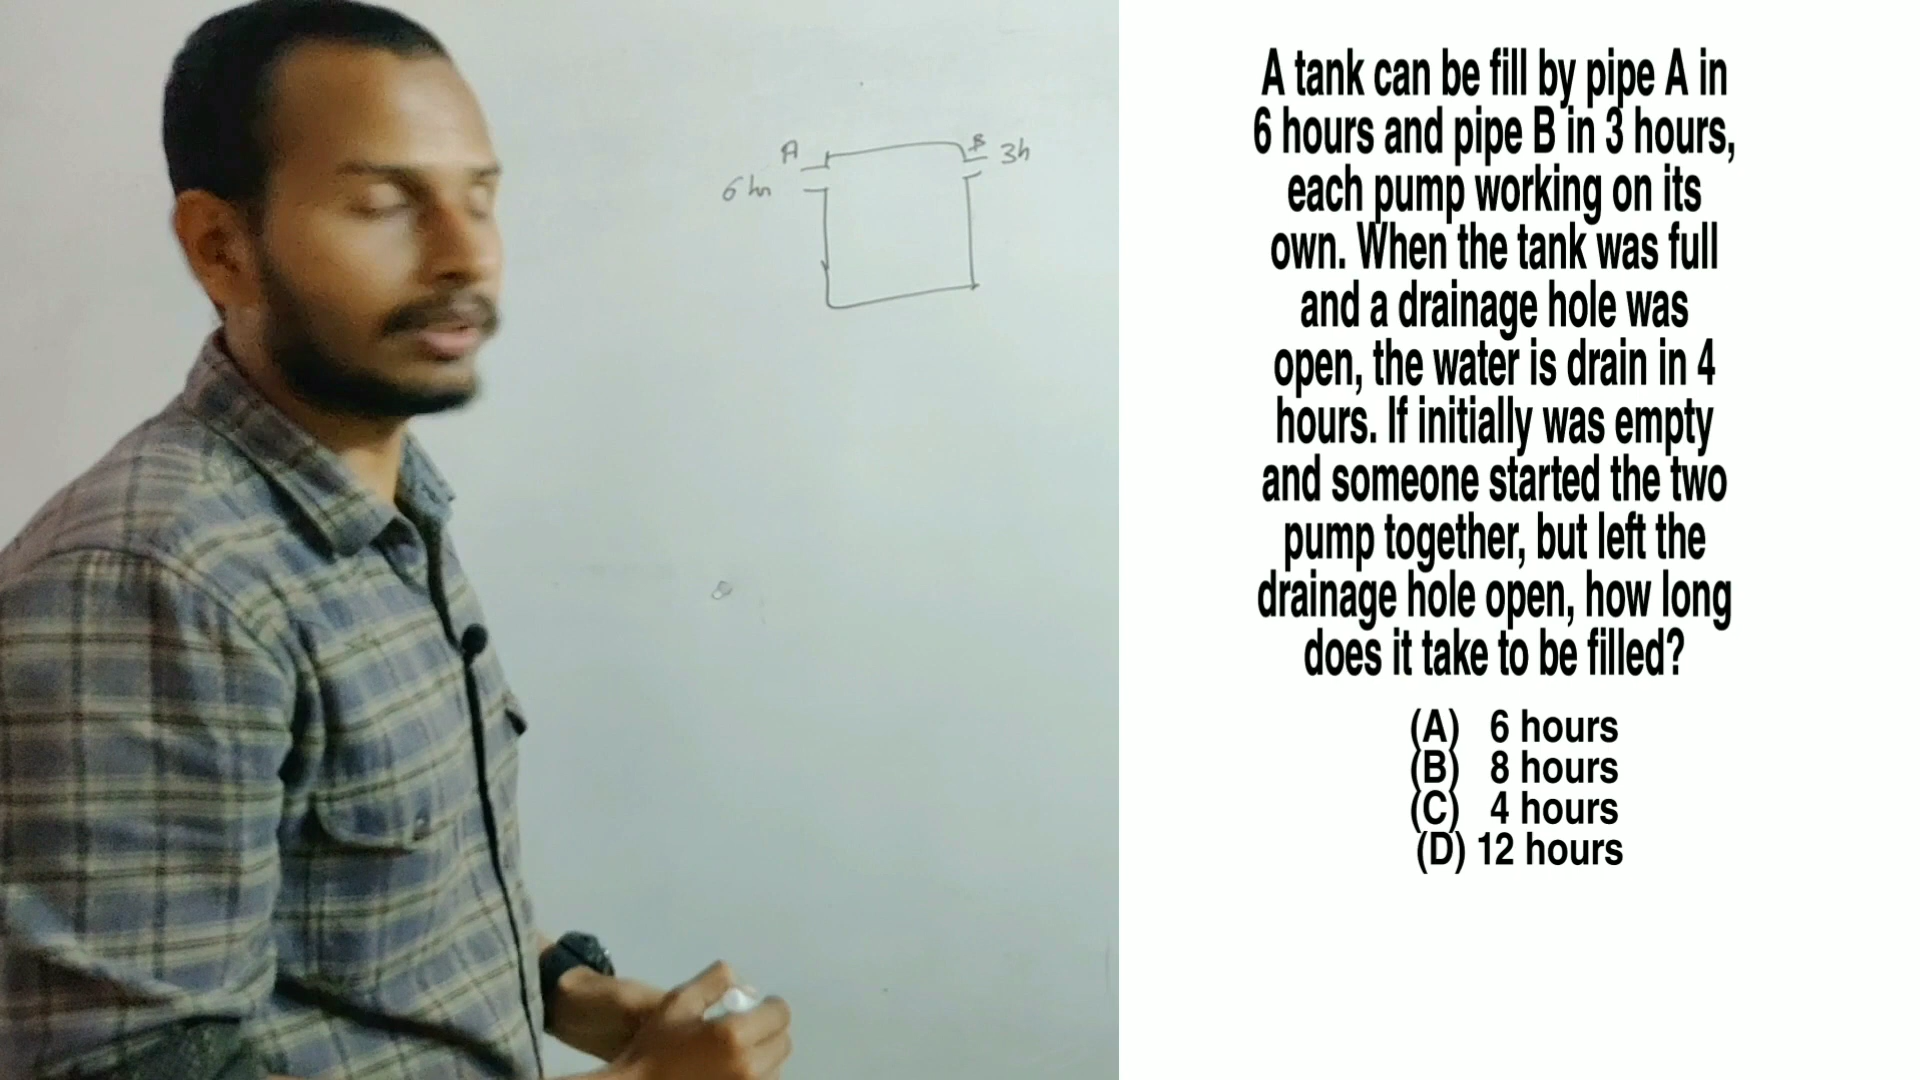 A
B 3h
6 hr
A tank can be fill by pipe A in
6 hours and pipe B in 3 hours,
each pump working on its
own. When the tank was full
and a drainage hole was
open, the water is drain in 4
hours. If initially was empty
and someone started the two
pump together, but left the
drainage hole open, how long
does it take to be filled?
(A) 6 hours
(B) 8 hours
(C) 4 hours
(D) 12 hours